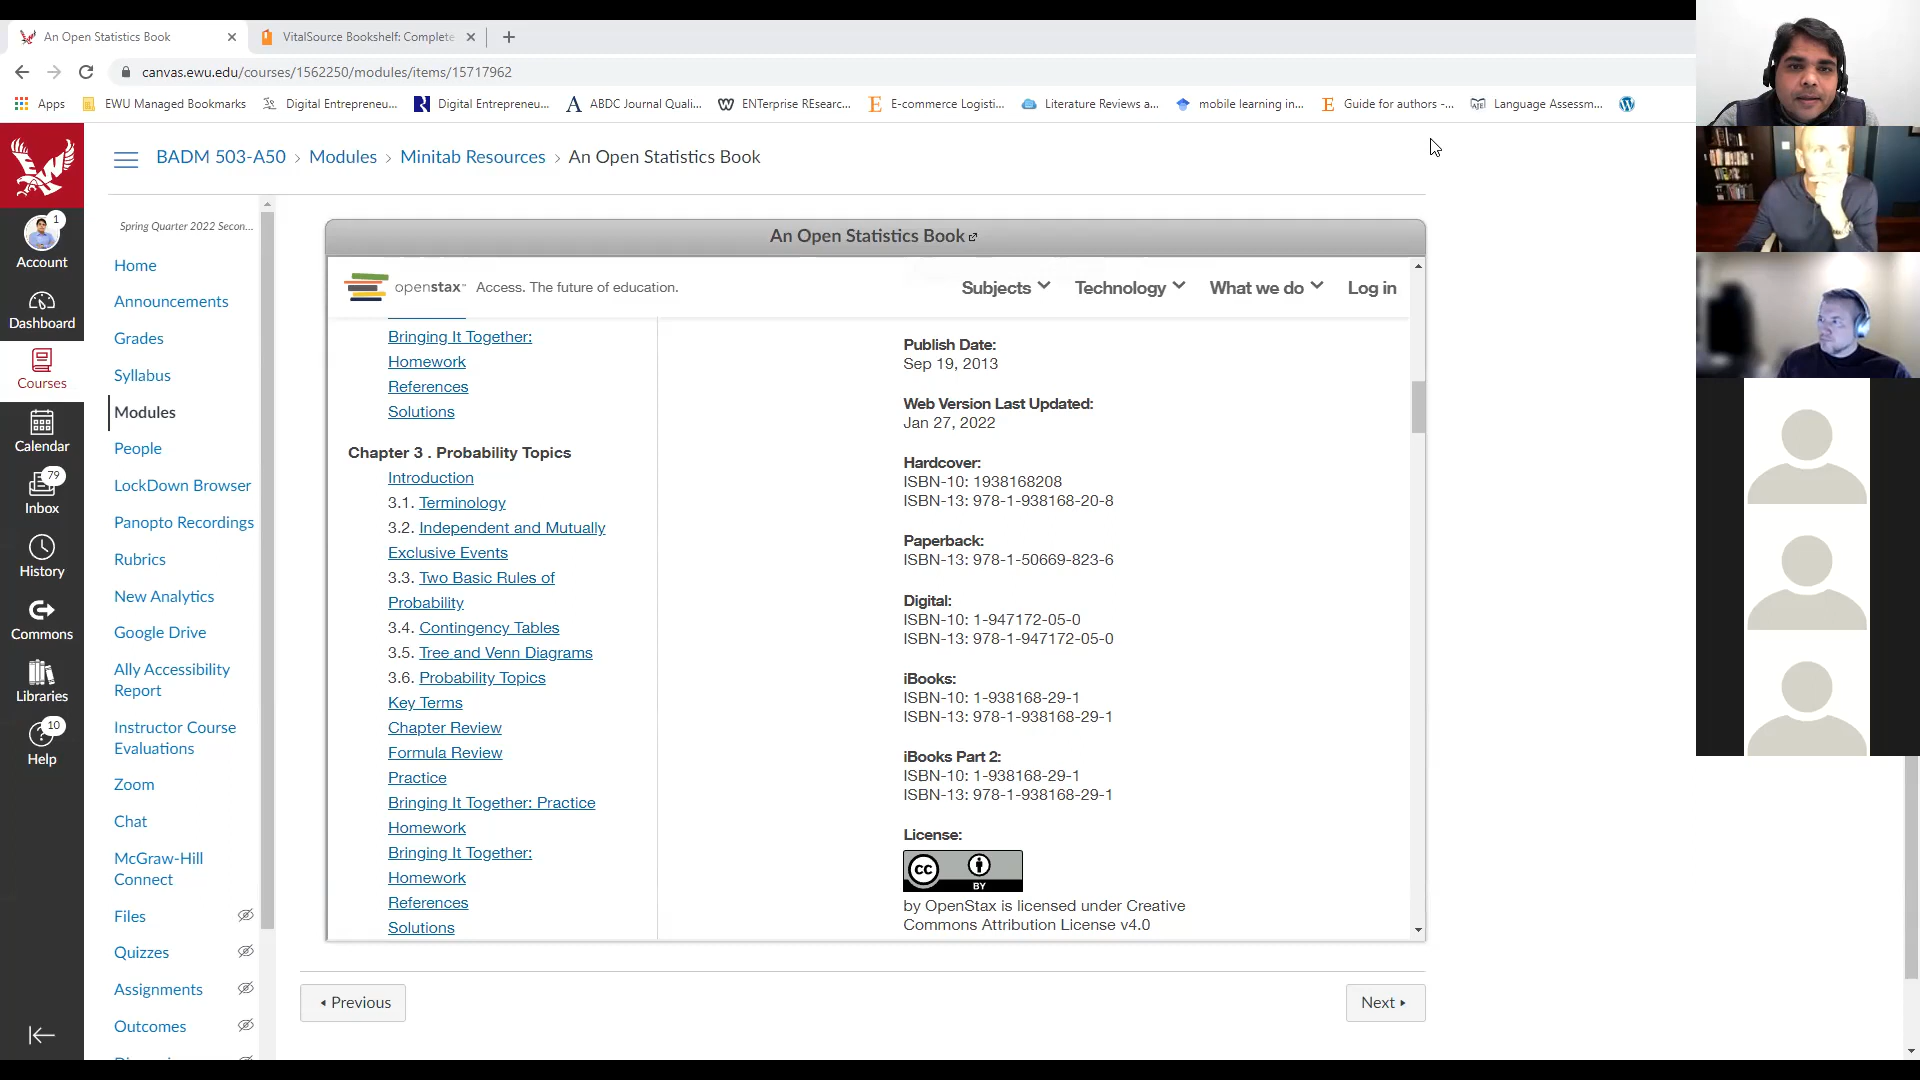 An Open Statistics Book
VitalSource Bookshelf: Complete
canvas.ewu.edu/courses/1562250/modules/items/15717962
Apps
EWU Managed Bookmarks
Digital Entrepreneu...
Digital Entrepreneu...
ABDC Journal Quali...
ENTerprise REsearc...
E-commerce Logisti...
Literature Reviews a...
mobile learning in...
Guide for authors -...
Language Assessm...
BADM 503-A50 › Modules › Minitab Resources › An Open Statistics Book
1
Account
Dashboard
Courses
Calendar
79
Inbox
History
Commons
Libraries
10
Help
Spring Quarter 2022 Secon...
Home
Announcements
Grades
Syllabus
Modules
People
LockDown Browser
Panopto Recordings
Rubrics
New Analytics
Google Drive
Ally Accessibility
Report
Instructor Course
Evaluations
Zoom
Chat
McGraw-Hill
Connect
Files
Quizzes
Assignments
Outcomes
An Open Statistics Book
openstax™ Access. The future of education.
Subjects
Technology
What we do
Log in
Bringing It Together:
Homework
References
Solutions
Chapter 3 . Probability Topics
Introduction
3.1. Terminology
3.2. Independent and Mutually
Exclusive Events
3.3. Two Basic Rules of
Probability
3.4. Contingency Tables
3.5. Tree and Venn Diagrams
3.6. Probability Topics
Key Terms
Chapter Review
Formula Review
Practice
Bringing It Together: Practice
Homework
Bringing It Together:
Homework
References
Solutions
Publish Date:
Sep 19, 2013
Web Version Last Updated:
Jan 27, 2022
Hardcover:
ISBN-10: 1938168208
ISBN-13: 978-1-938168-20-8
Paperback:
ISBN-13: 978-1-50669-823-6
Digital:
ISBN-10: 1-947172-05-0
ISBN-13: 978-1-947172-05-0
iBooks:
ISBN-10: 1-938168-29-1
ISBN-13: 978-1-938168-29-1
iBooks Part 2:
ISBN-10: 1-938168-29-1
ISBN-13: 978-1-938168-29-1
License:
cc
BY
by OpenStax is licensed under Creative
Commons Attribution License v4.0
Previous
Next